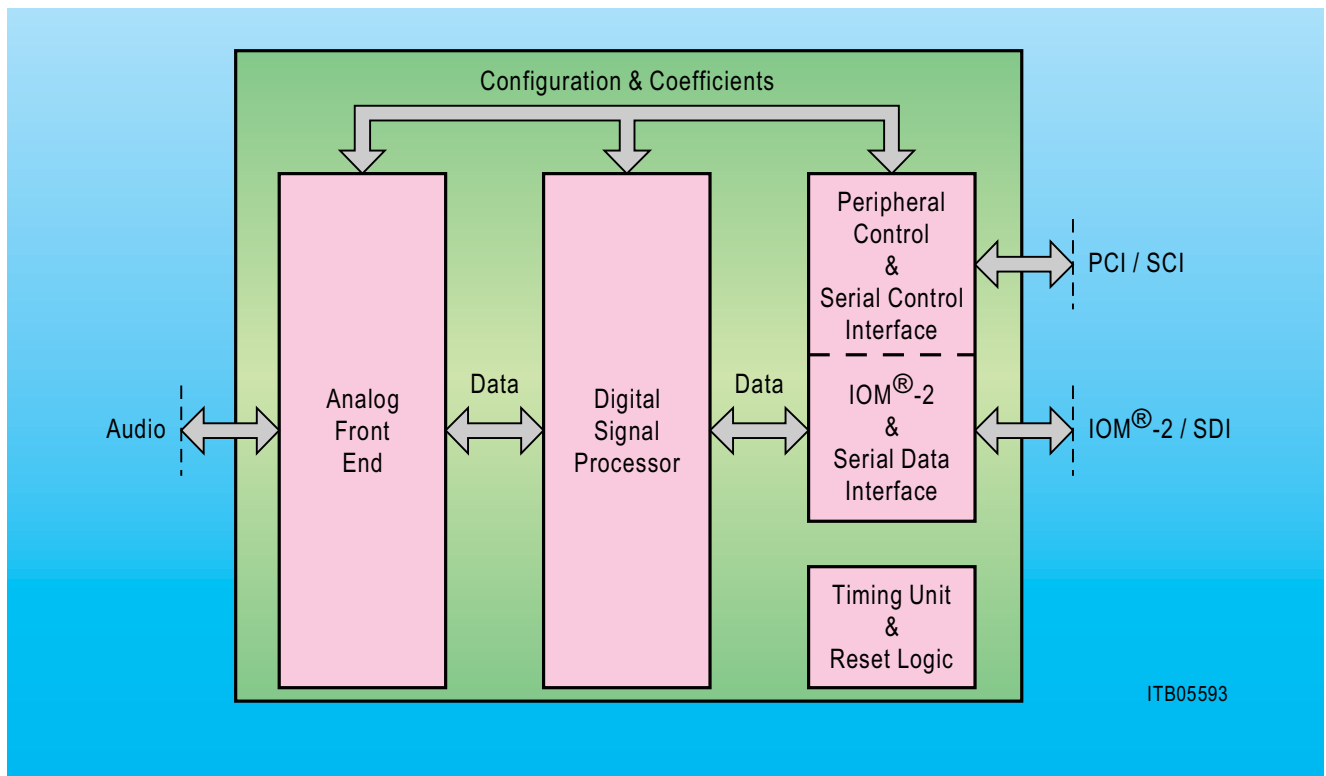 Configuration & Coefficients
Peripheral
Control
&
Serial Control
Interface
PCI / SCI
Audio
Analog
Front
End
Data
Digital
Signal
Processor
Data
IOM®-2
&
Serial Data
Interface
IOM®-2 / SDI
Timing Unit
&
Reset Logic
ITB05593